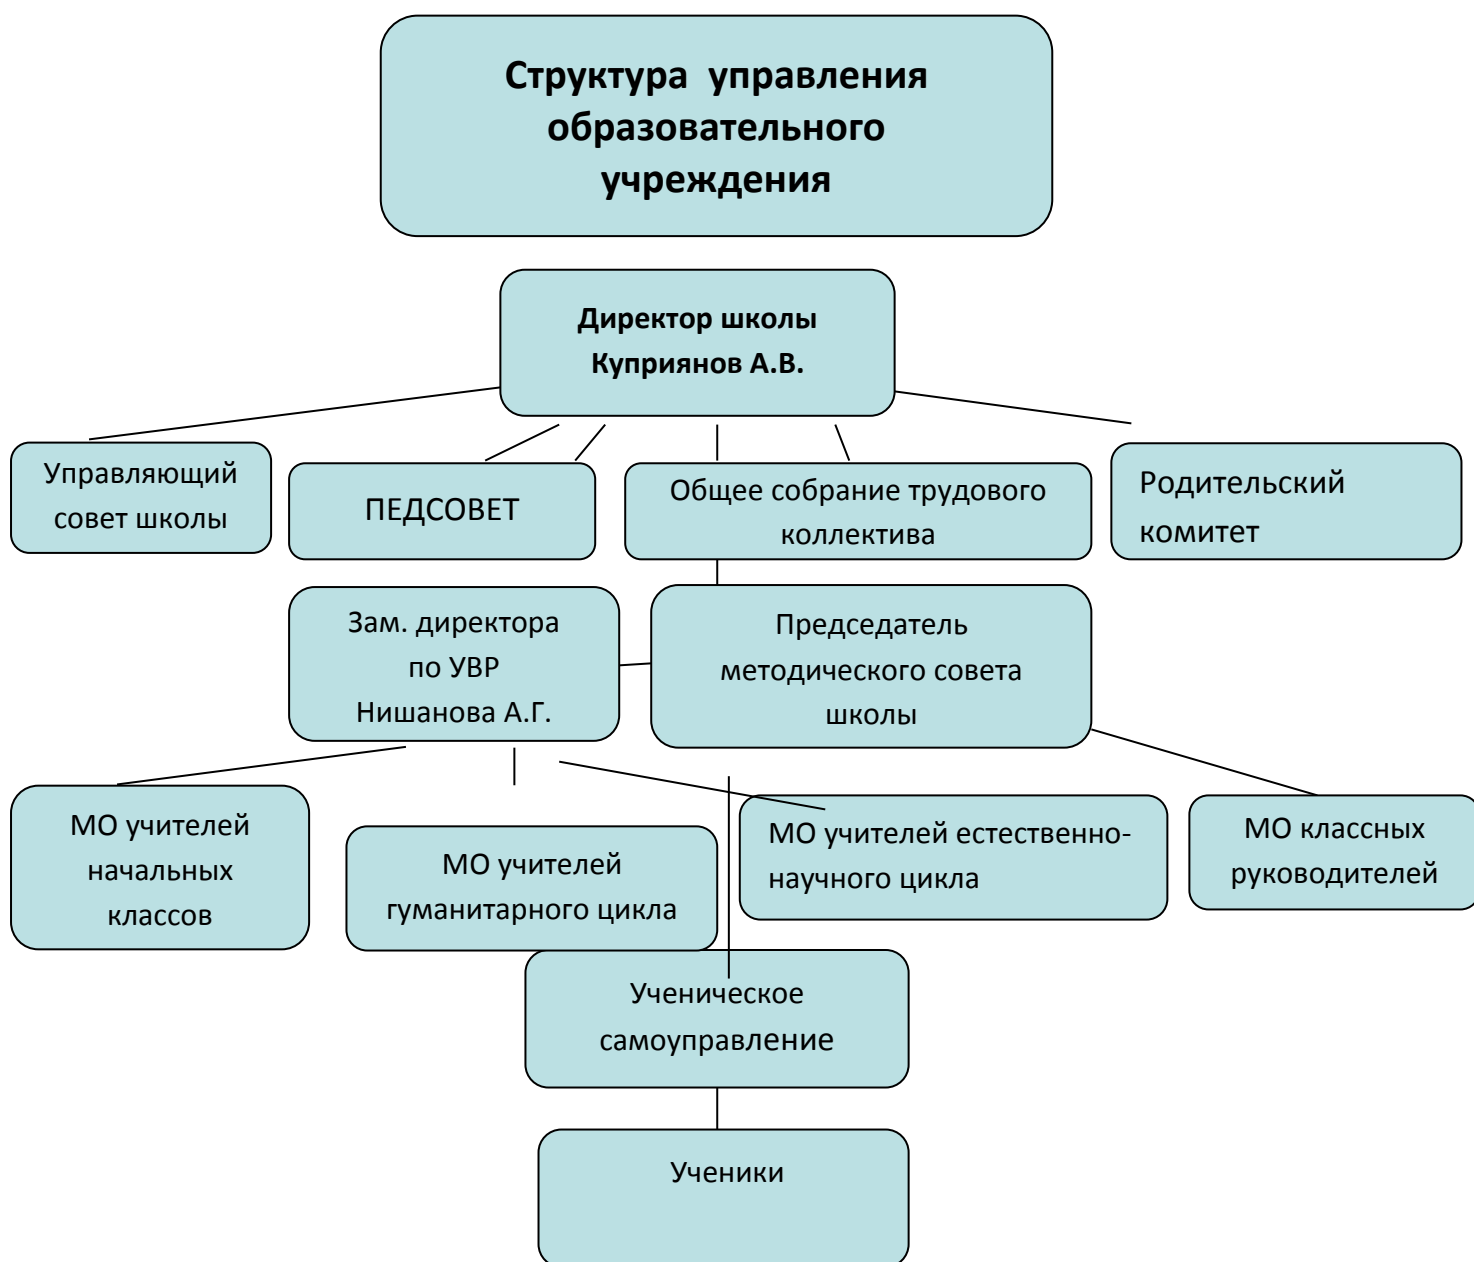 Структура управления
образовательного
учреждения
Директор школы
Куприянов А.В.
Управляющий
совет школы
ПЕДСОВЕТ
Общее собрание трудового
коллектива
Родительский
комитет
Зам. директора
по УВР
Нишанова А.Г.
Председатель
методического совета
школы
МО учителей
начальных
классов
МО учителей
гуманитарного цикла
МО учителей естественно-
научного цикла
МО классных
руководителей
Ученическое
самоуправление
Ученики